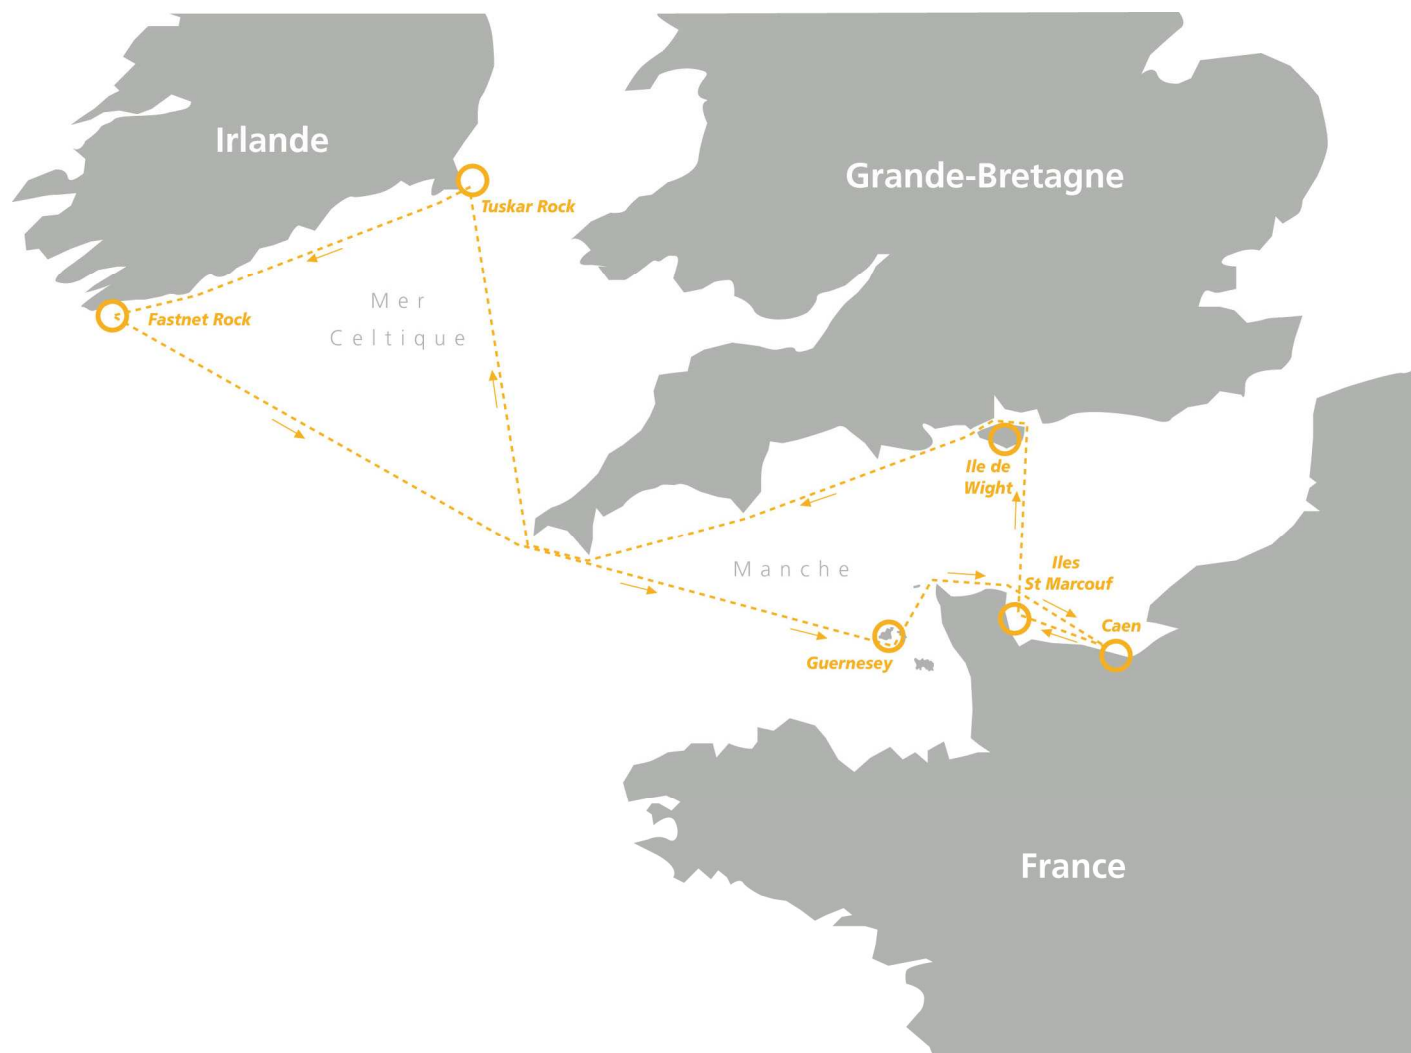 Irlande
Grande-Bretagne
Tuskar Rock
Mer
Celtique
Fastnet Rock
Ile de
Wight
Manche
Iles
St Marcouf
Caen
Guernesey
France